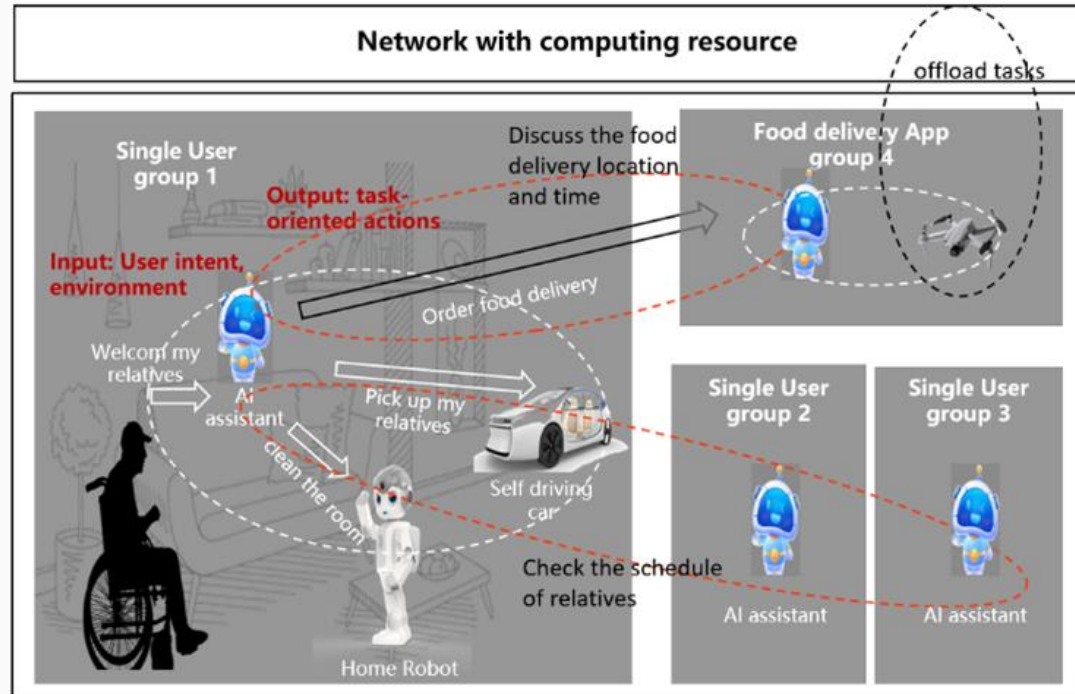 Network with computing resource
offload tasks
Single User
group 1
Discuss the food
delivery location
and time
Food delivery App
group 4
Output: task-
oriented actions
Input: User intent,
environment
Order food delivery
Welcom my
relatives
AI
assistant
Pick up my
relatives
clean the room
Self driving
car
Home Robot
Single User
group 2
Single User
group 3
Check the schedule
of relatives
AI assistant
AI assistant